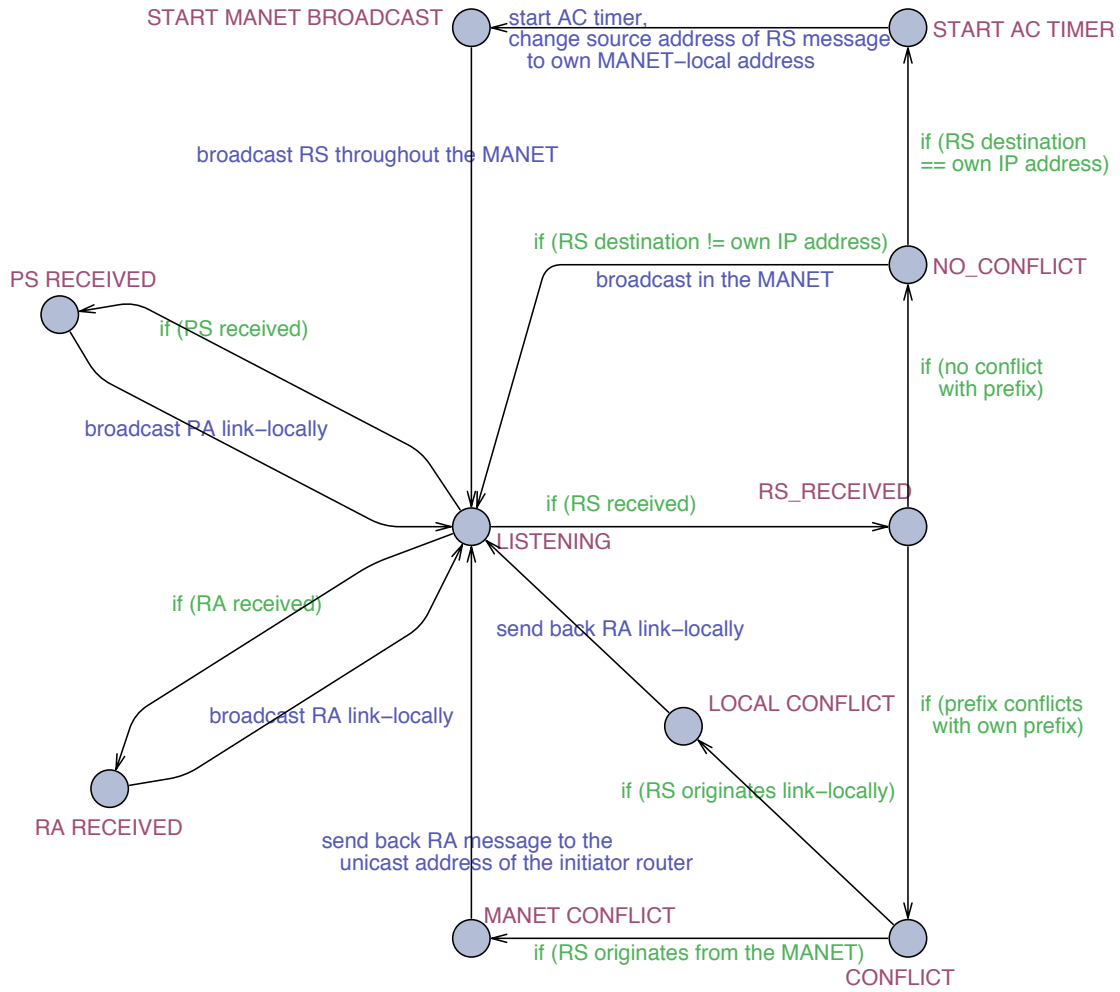 START MANET BROADCAST
start AC timer,
change source address of RS message
to own MANET–local address
START AC TIMER
broadcast RS throughout the MANET
if (RS destination
== own IP address)
if (RS destination != own IP address)
broadcast in the MANET
NO_CONFLICT
PS RECEIVED
if (PS received)
if (no conflict
with prefix)
broadcast PA link–locally
RS_RECEIVED
if (RS received)
LISTENING
if (RA received)
send back RA link–locally
LOCAL CONFLICT
if (prefix conflicts
with own prefix)
broadcast RA link–locally
if (RS originates link–locally)
RA RECEIVED
send back RA message to the
unicast address of the initiator router
MANET CONFLICT
if (RS originates from the MANET)
CONFLICT